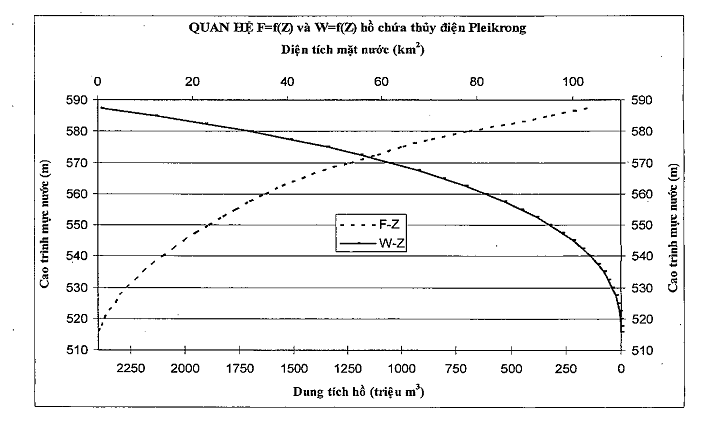 QUAN HỆ F=f(Z) và W=f(Z) hồ chứa thủy điện Pleikrong
Diện tích mặt nước (km²)
0 20 40 60 80 100
590 590
580 580
570 570
560 560
550 550
540 540
530 530
520 520
510 510
Cao trình mực nước (m)
Cao trình mực nước (m)
F-Z
W-Z
2250 2000 1750 1500 1250 1000 750 500 250 0
Dung tích hồ (triệu m³)